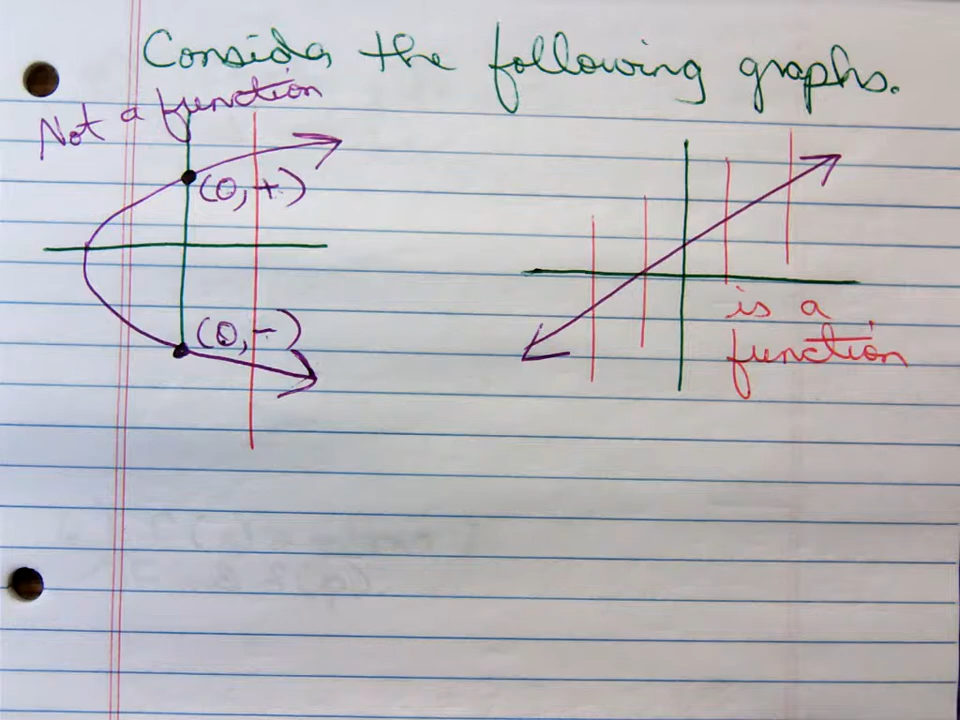 Consider the following graphs.
Not a function
(0, +)
(0, -)
is a
function